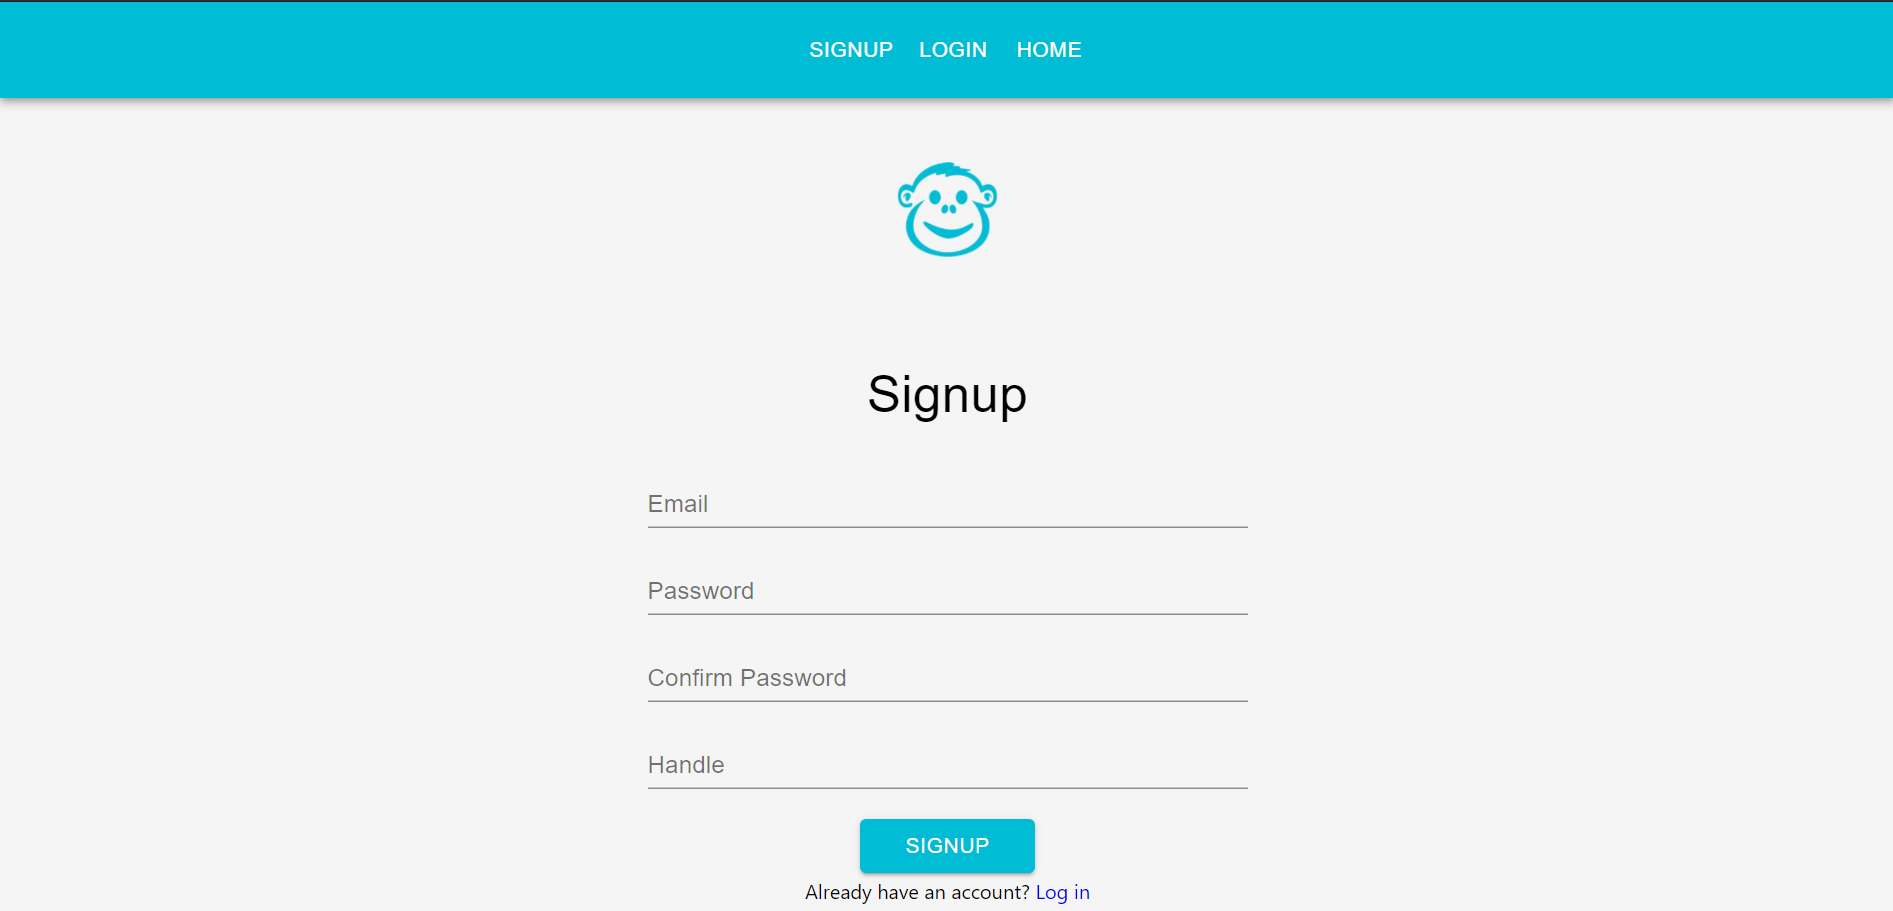 SIGNUP LOGIN HOME
Signup
Email
Password
Confirm Password
Handle
SIGNUP
Already have an account? Log in